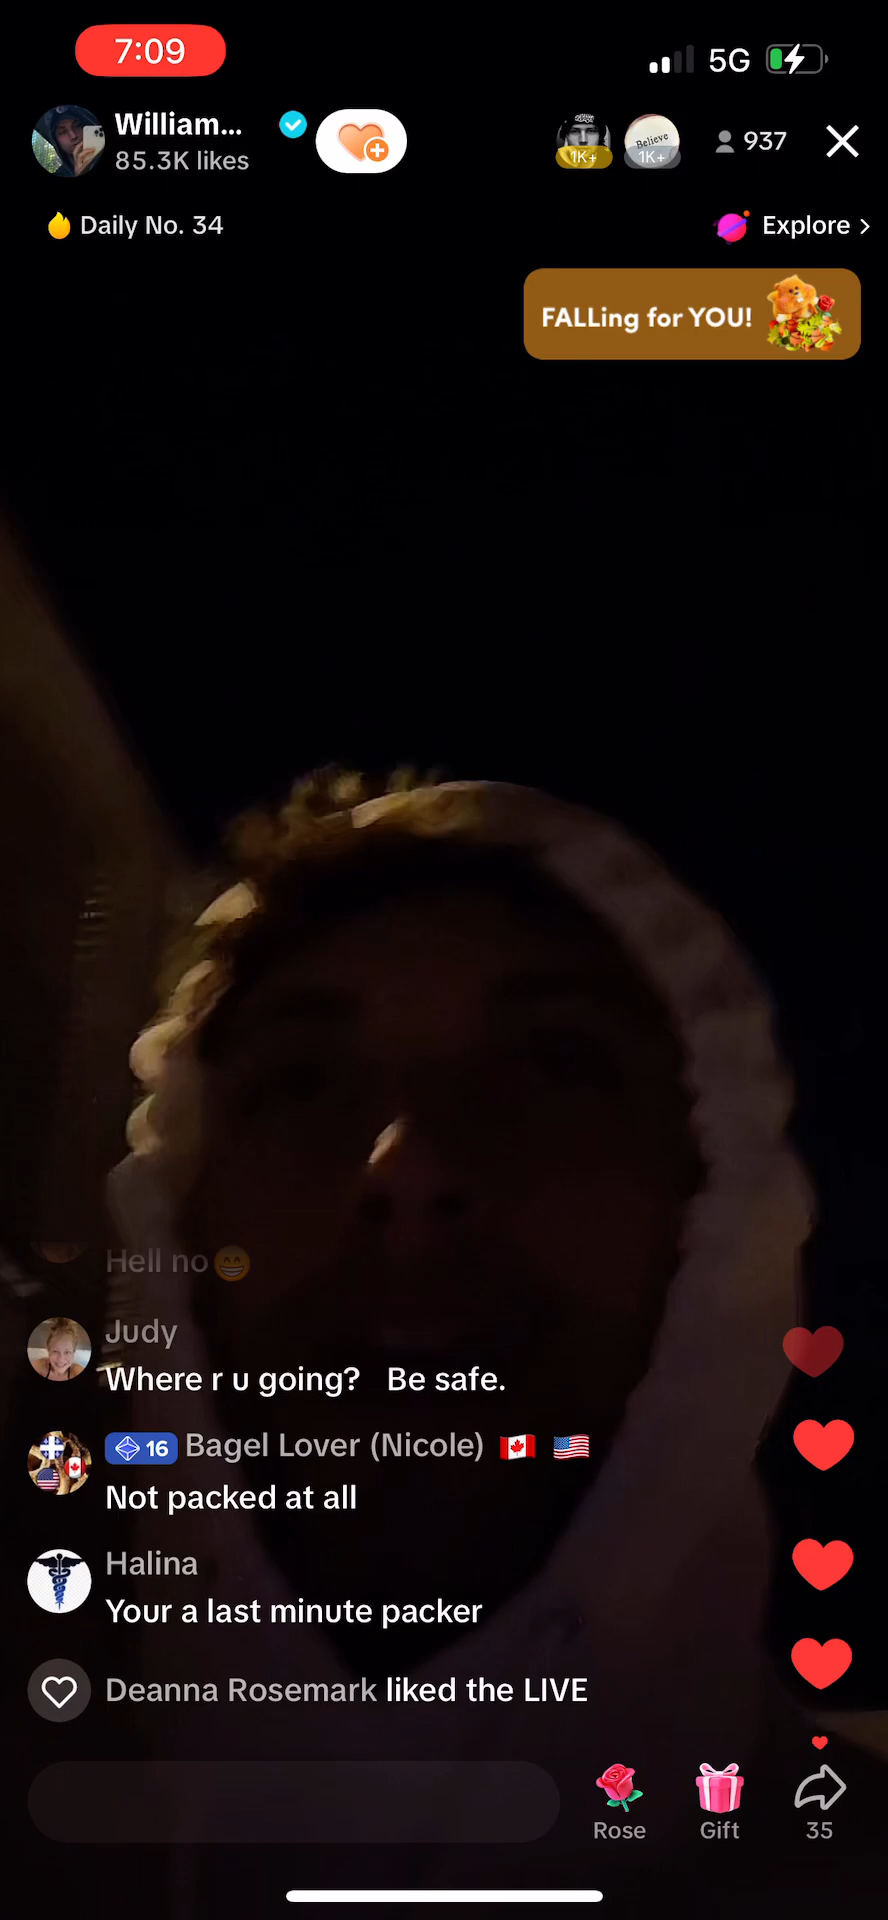 7:09
5G
William...
85.3K likes
1K+
Believe
1K+
937
Daily No. 34
Explore >
FALLing for YOU!
Hell no😁
Judy
Where r u going?   Be safe.
16 Bagel Lover (Nicole) 🇨🇦 🇺🇸
Not packed at all
Halina
Your a last minute packer
Deanna Rosemark liked the LIVE
Rose
Gift
35